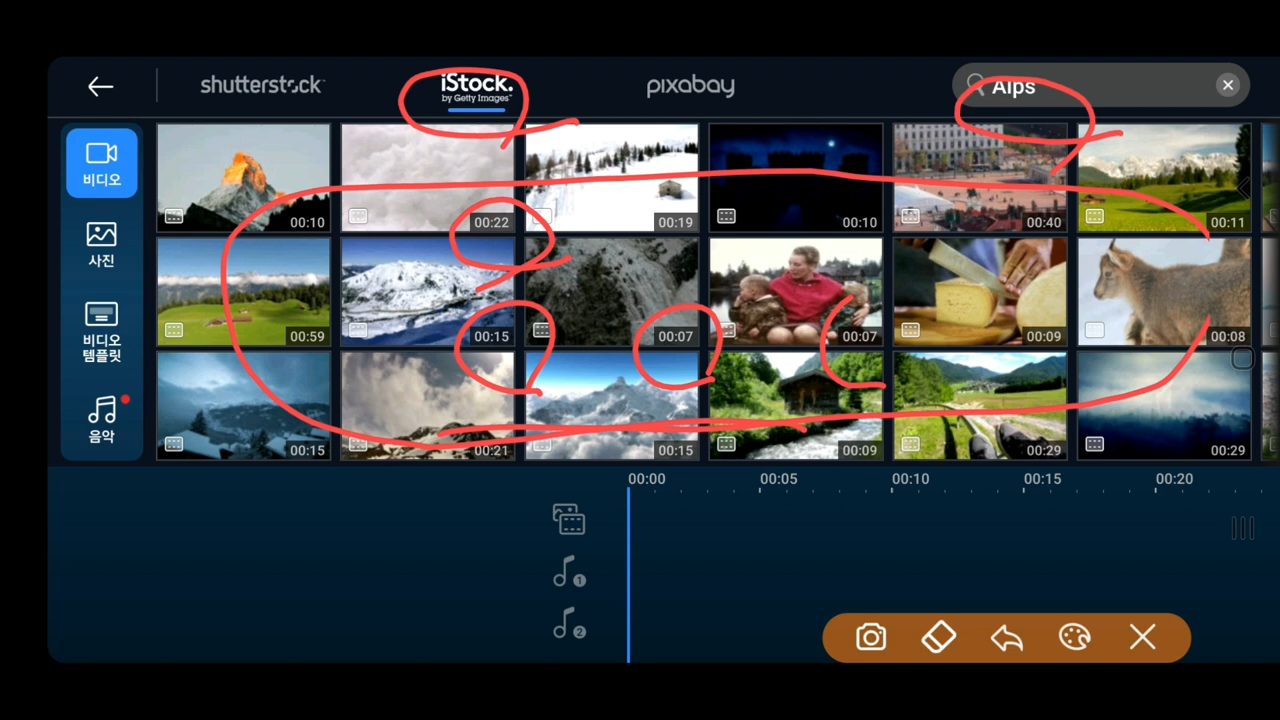 shutterstock iStock. pixabay Alps
by Getty Images™
비디오
사진
비디오
템플릿
음악
00:10 00:22 00:19 00:10 00:40 00:11
00:59 00:15 00:07 00:07 00:09 00:08
00:15 00:21 00:15 00:09 00:29 00:29
00:00 00:05 00:10 00:15 00:20
1
2